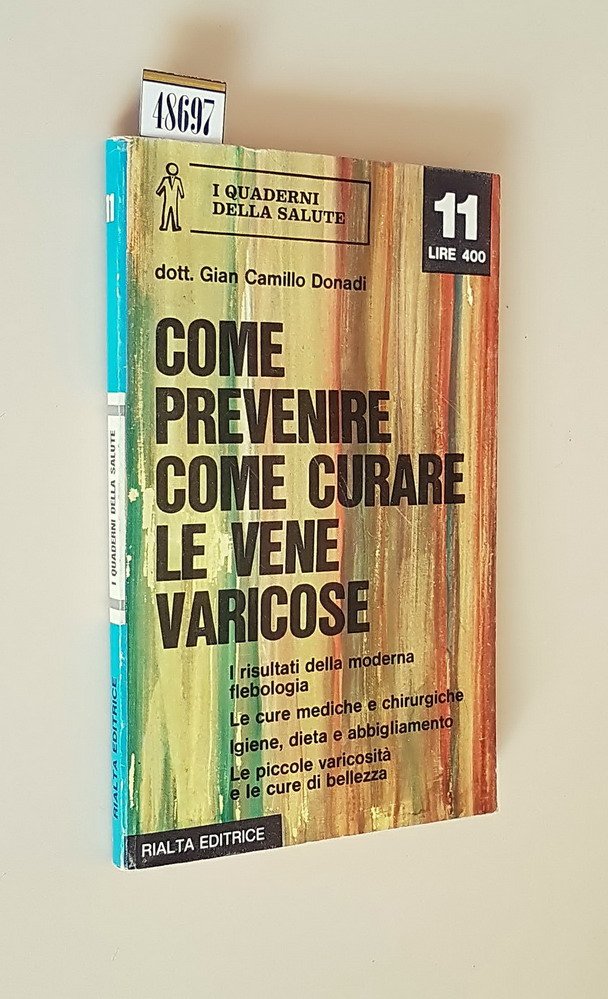 48697
I QUADERNI
DELLA SALUTE
11
LIRE 400
dott. Gian Camillo Donadi
COME
PREVENIRE
COME CURARE
LE VENE
VARICOSE
I risultati della moderna
flebologia
Le cure mediche e chirurgiche
Igiene, dieta e abbigliamento
Le piccole varicosità
e le cure di bellezza
RIALTA EDITRICE
11
I QUADERNI DELLA SALUTE
RIALTA EDITRICE